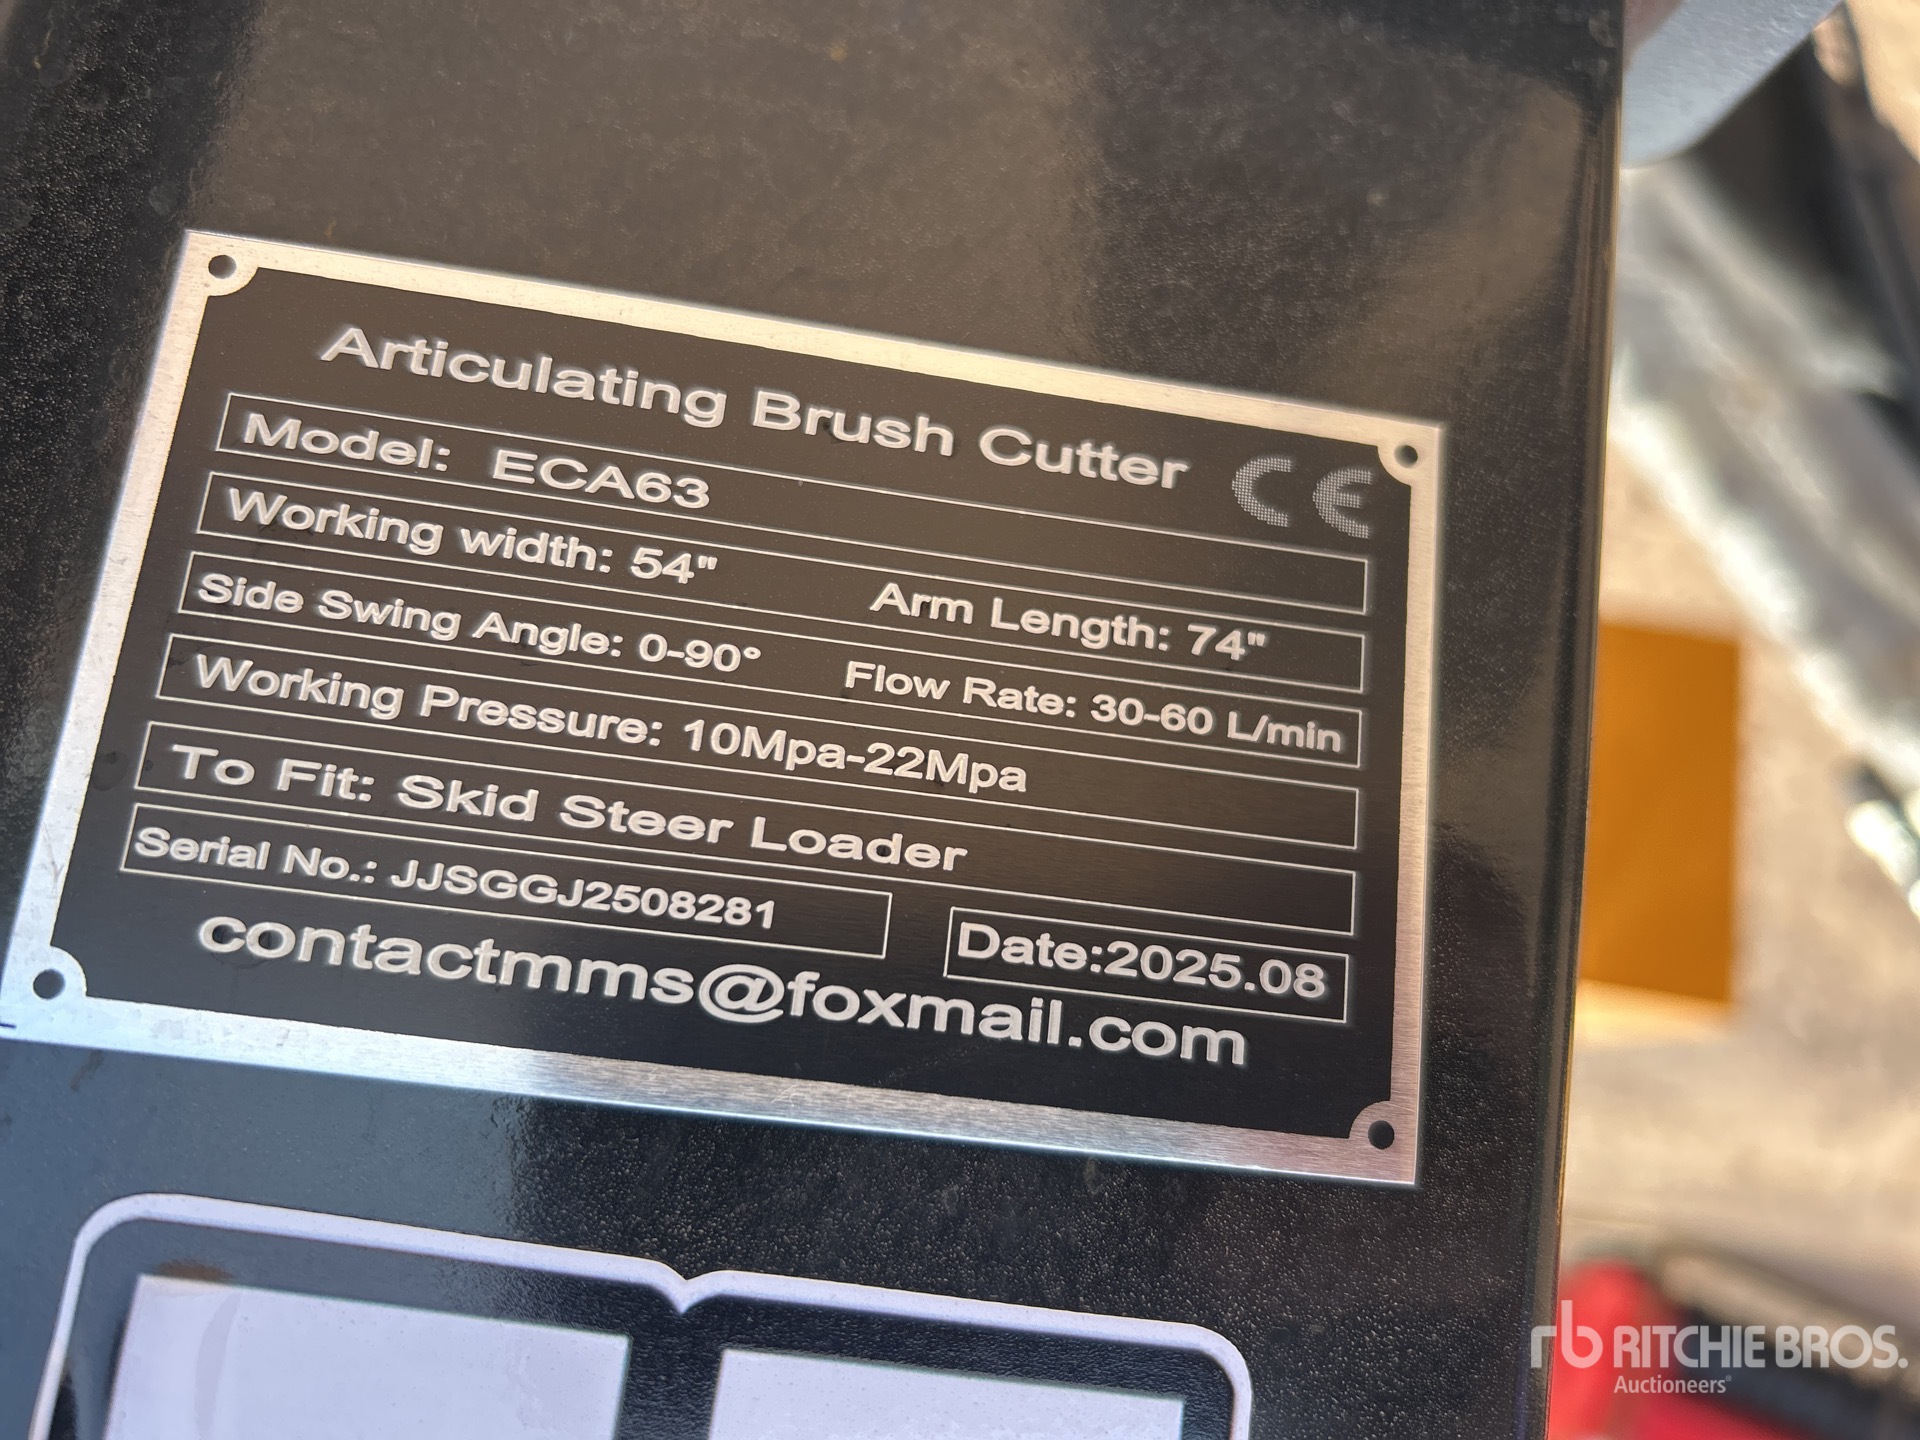 Articulating Brush Cutter CE
Model: ECA63
Working width: 54" Arm Length: 74"
Side Swing Angle: 0-90° Flow Rate: 30-60 L/min
Working Pressure: 10Mpa-22Mpa
To Fit: Skid Steer Loader
Serial No.: JJSGGJ2508281 Date:2025.08
contactmms@foxmail.com
rb RITCHIE BROS.
Auctioneers